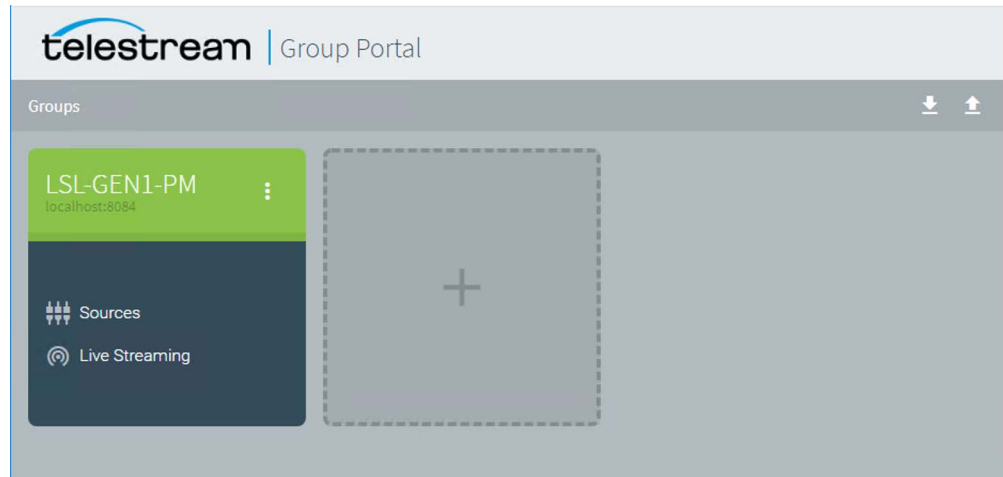 telestream | Group Portal
Groups
LSL-GEN1-PM
localhost:8084
Sources
Live Streaming